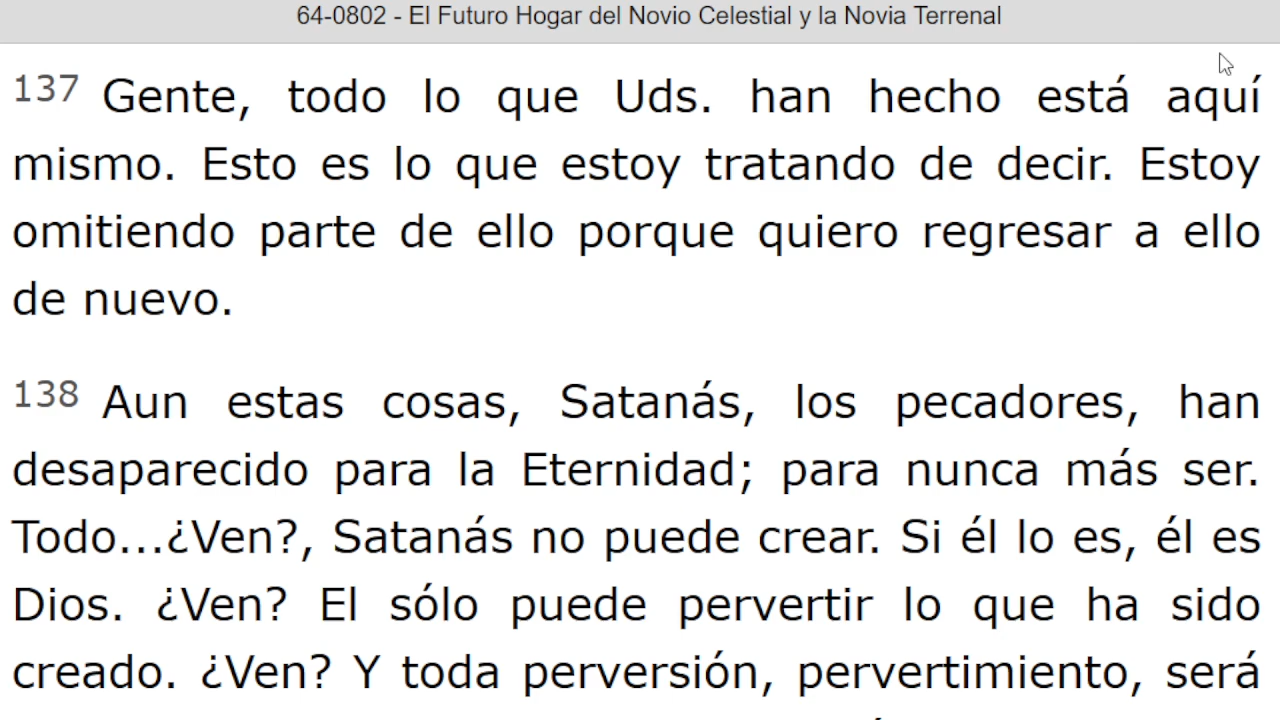 64-0802 - El Futuro Hogar del Novio Celestial y la Novia Terrenal
137 Gente, todo lo que Uds. han hecho está aquí
mismo. Esto es lo que estoy tratando de decir. Estoy
omitiendo parte de ello porque quiero regresar a ello
de nuevo.
138 Aun estas cosas, Satanás, los pecadores, han
desaparecido para la Eternidad; para nunca más ser.
Todo...¿Ven?, Satanás no puede crear. Si él lo es, él es
Dios. ¿Ven? El sólo puede pervertir lo que ha sido
creado. ¿Ven? Y toda perversión, pervertimiento, será